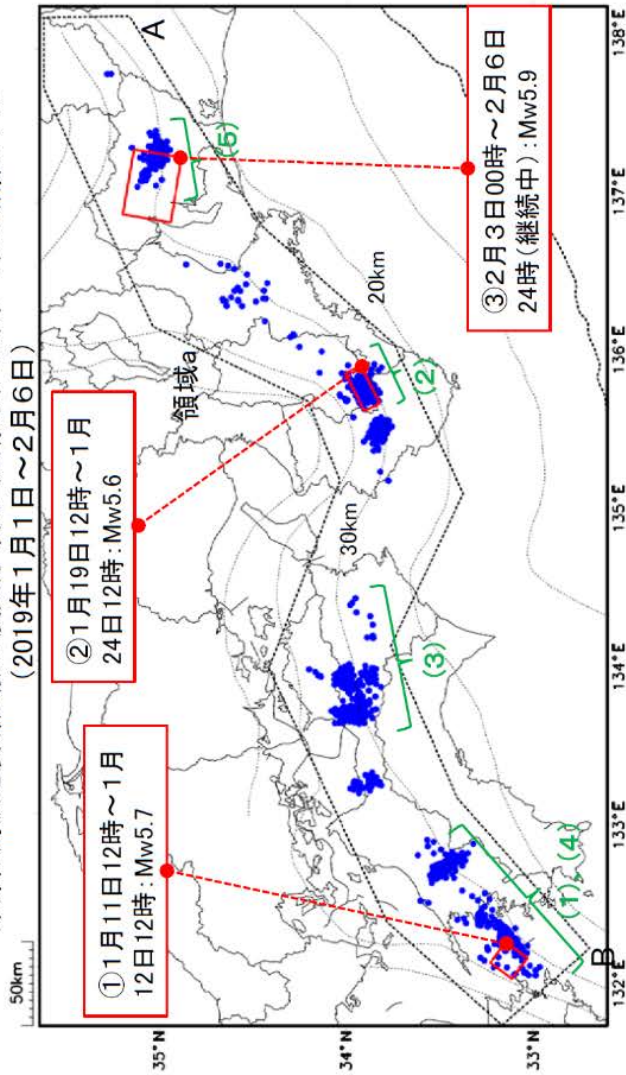 (2019年1月1日~2月6日)
50km
①1月11日12時~1月
12日12時:Mw5.7
②1月19日12時~1月
24日12時:Mw5.6
③2月3日00時~2月6日
24時(継続中):Mw5.9
領域a
A
B
30km
20km
(1)、(4)
(3)
(2)
(5)
35°N
34°N
33°N
132°E
133°E
134°E
135°E
136°E
137°E
138°E